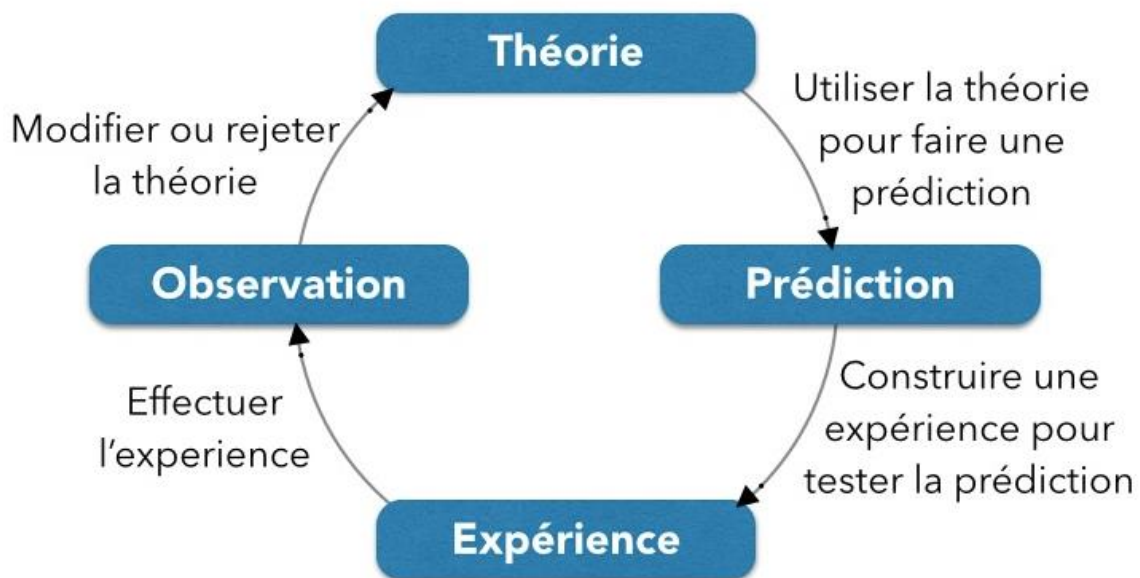 Théorie
Utiliser la théorie
pour faire une
prédiction
Prédiction
Construire une
expérience pour
tester la prédiction
Expérience
Effectuer
l'experience
Observation
Modifier ou rejeter
la théorie